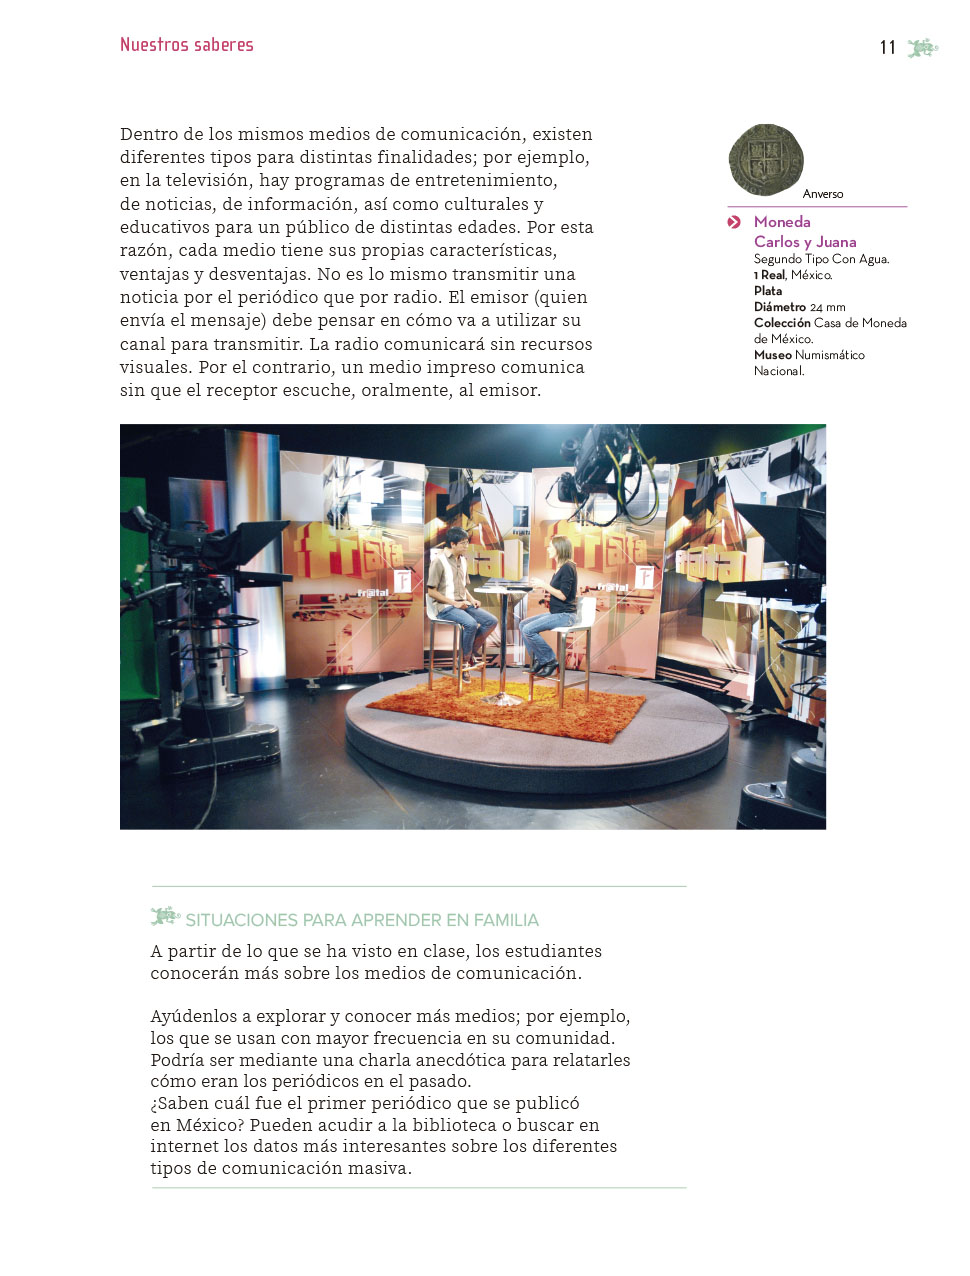 Nuestros saberes
11
Dentro de los mismos medios de comunicación, existen
diferentes tipos para distintas finalidades; por ejemplo,
en la televisión, hay programas de entretenimiento,
de noticias, de información, así como culturales y
educativos para un público de distintas edades. Por esta
razón, cada medio tiene sus propias características,
ventajas y desventajas. No es lo mismo transmitir una
noticia por el periódico que por radio. El emisor (quien
envía el mensaje) debe pensar en cómo va a utilizar su
canal para transmitir. La radio comunicará sin recursos
visuales. Por el contrario, un medio impreso comunica
sin que el receptor escuche, oralmente, al emisor.
Anverso
Moneda
Carlos y Juana
Segundo Tipo Con Agua.
1 Real, México.
Plata
Diámetro 24 mm
Colección Casa de Moneda
de México.
Museo Numismático
Nacional.
fr@ital
fr@ital
SITUACIONES PARA APRENDER EN FAMILIA
A partir de lo que se ha visto en clase, los estudiantes
conocerán más sobre los medios de comunicación.
Ayúdenlos a explorar y conocer más medios; por ejemplo,
los que se usan con mayor frecuencia en su comunidad.
Podría ser mediante una charla anecdótica para relatarles
cómo eran los periódicos en el pasado.
¿Saben cuál fue el primer periódico que se publicó
en México? Pueden acudir a la biblioteca o buscar en
internet los datos más interesantes sobre los diferentes
tipos de comunicación masiva.